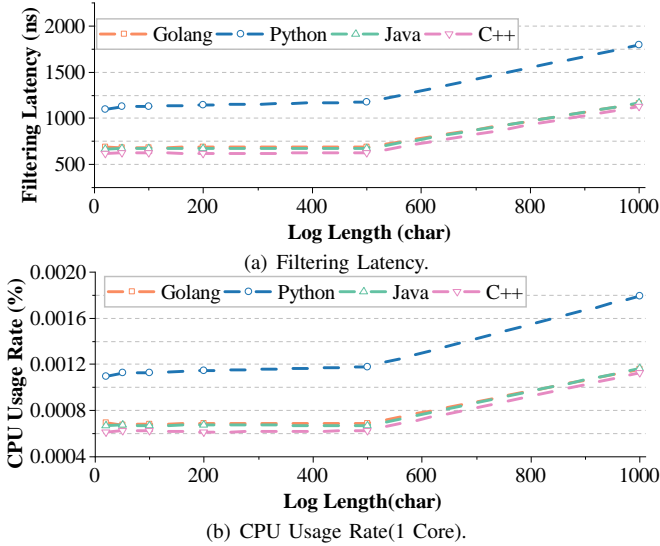 Golang Python Java C++
2000
1500
1000
500
Filtering Latency (ns)
0 200 400 600 800 1000
Log Length (char)
(a) Filtering Latency.
Golang Python Java C++
0.0020
0.0016
0.0012
0.0008
0.0004
CPU Usage Rate (%)
0 200 400 600 800 1000
Log Length(char)
(b) CPU Usage Rate(1 Core).